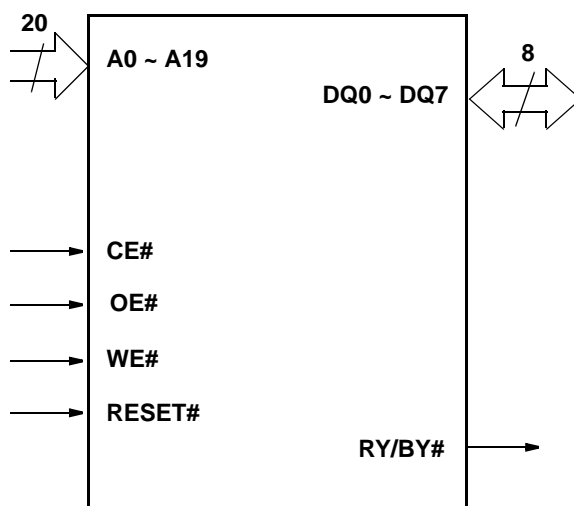 20
A0 ~ A19
8
DQ0 ~ DQ7
CE#
OE#
WE#
RESET#
RY/BY#